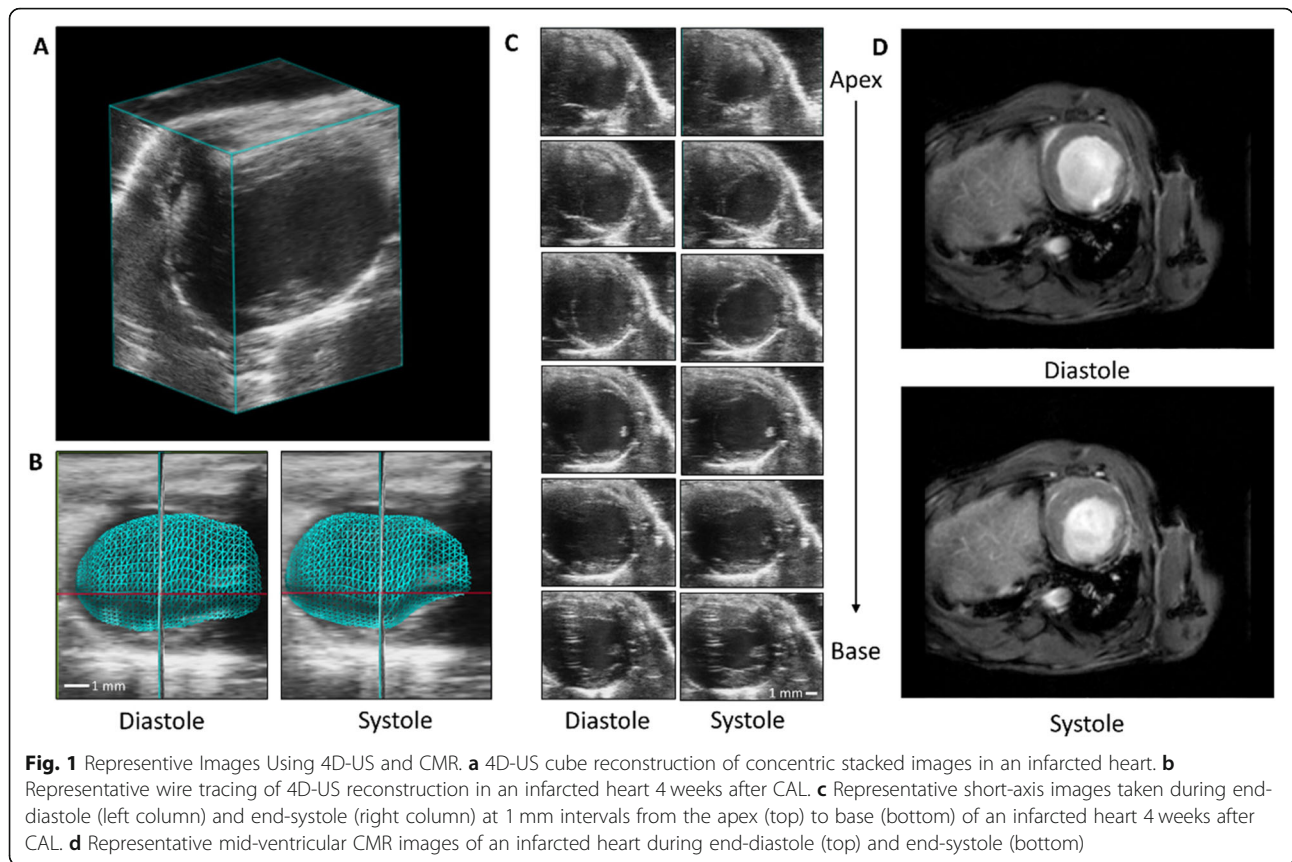 A
B
1 mm
Diastole
Systole
C
Apex
Base
1 mm
Diastole
Systole
D
Diastole
Systole
Fig. 1 Representive Images Using 4D-US and CMR. a 4D-US cube reconstruction of concentric stacked images in an infarcted heart. b
Representative wire tracing of 4D-US reconstruction in an infarcted heart 4 weeks after CAL. c Representative short-axis images taken during end-
diastole (left column) and end-systole (right column) at 1 mm intervals from the apex (top) to base (bottom) of an infarcted heart 4 weeks after
CAL. d Representative mid-ventricular CMR images of an infarcted heart during end-diastole (top) and end-systole (bottom)